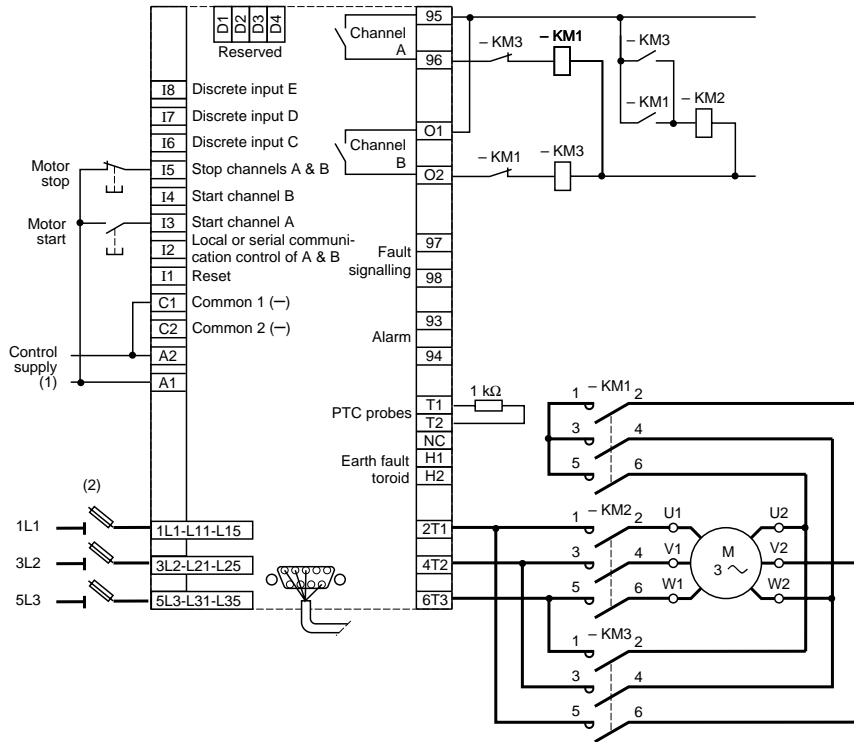 D1
D2
D3
D4
Reserved
Channel
A
95
96
– KM3
– KM1
– KM3
– KM1
– KM2
I8 Discrete input E
I7 Discrete input D
I6 Discrete input C
I5 Stop channels A & B
I4 Start channel B
I3 Start channel A
I2 Local or serial communi-
cation control of A & B
I1 Reset
C1 Common 1 (–)
C2 Common 2 (–)
A2
A1
Motor
stop
Motor
start
Control
supply
(1)
Channel
B
O1
O2
– KM1
– KM3
Fault
signalling
97
98
Alarm
93
94
PTC probes
T1
T2
1 kΩ
NC
Earth fault
toroid
H1
H2
(2)
1L1
1L1-L11-L15
3L2
3L2-L21-L25
5L3
5L3-L31-L35
2T1
4T2
6T3
1 – KM1 2
3 4
5 6
– KM2
1 2 U1 U2
3 4 V1 V2
5 6 W1 W2
M
3
– KM3
1 2
3 4
5 6